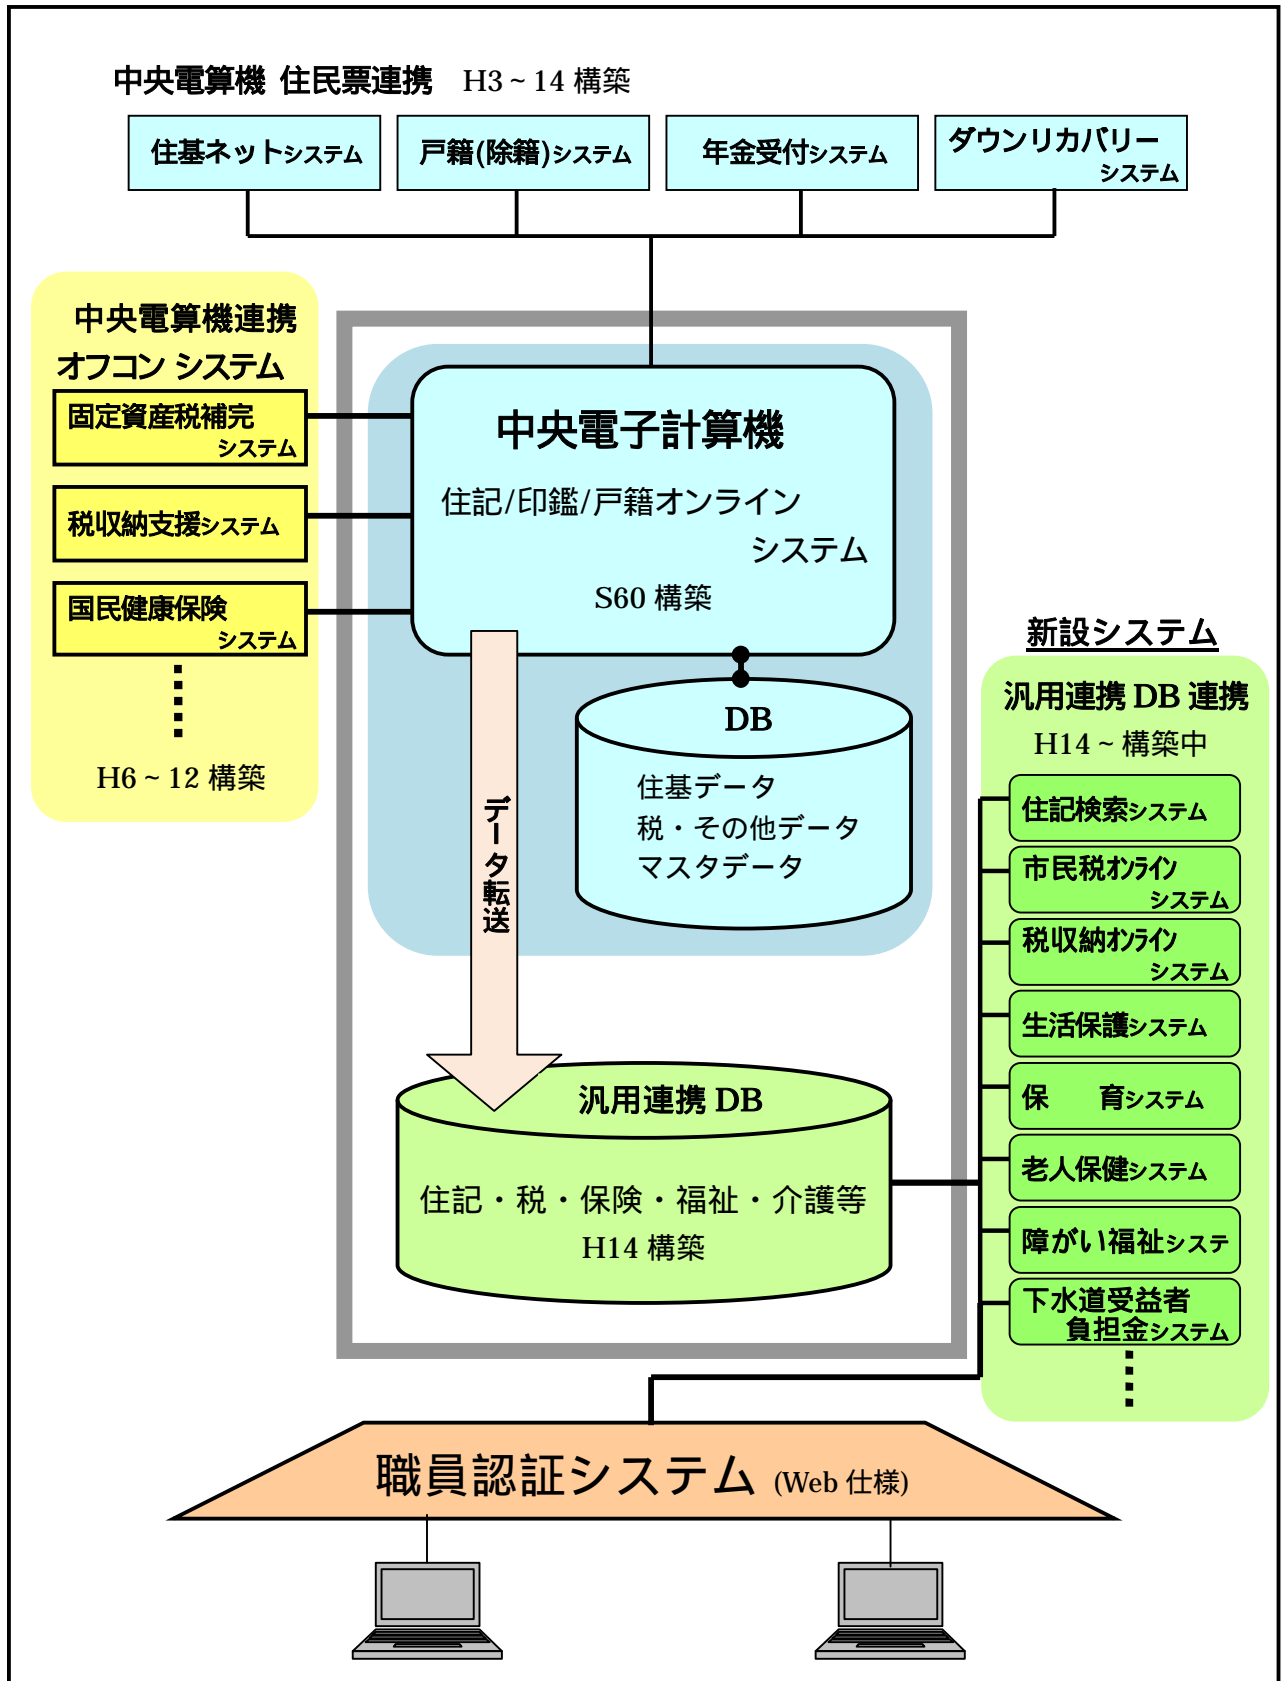 中央電算機 住民票連携 H3~14 構築
住基ネットシステム
戸籍(除籍)システム
年金受付システム
ダウンリカバリー
システム
中央電算機連携
オフコン システム
固定資産税補完
システム
税収納支援システム
国民健康保険
システム
H6~12 構築
中央電子計算機
住記/印鑑/戸籍オンライン
システム
S60 構築
DB
住基データ
税・その他データ
マスタデータ
データ転送
汎用連携 DB
住記・税・保険・福祉・介護等
H14 構築
新設システム
汎用連携 DB 連携
H14~構築中
住記検索システム
市民税オンライン
システム
税収納オンライン
システム
生活保護システム
保 育システム
老人保健システム
障がい福祉システ
下水道受益者
負担金システム
職員認証システム (Web 仕様)